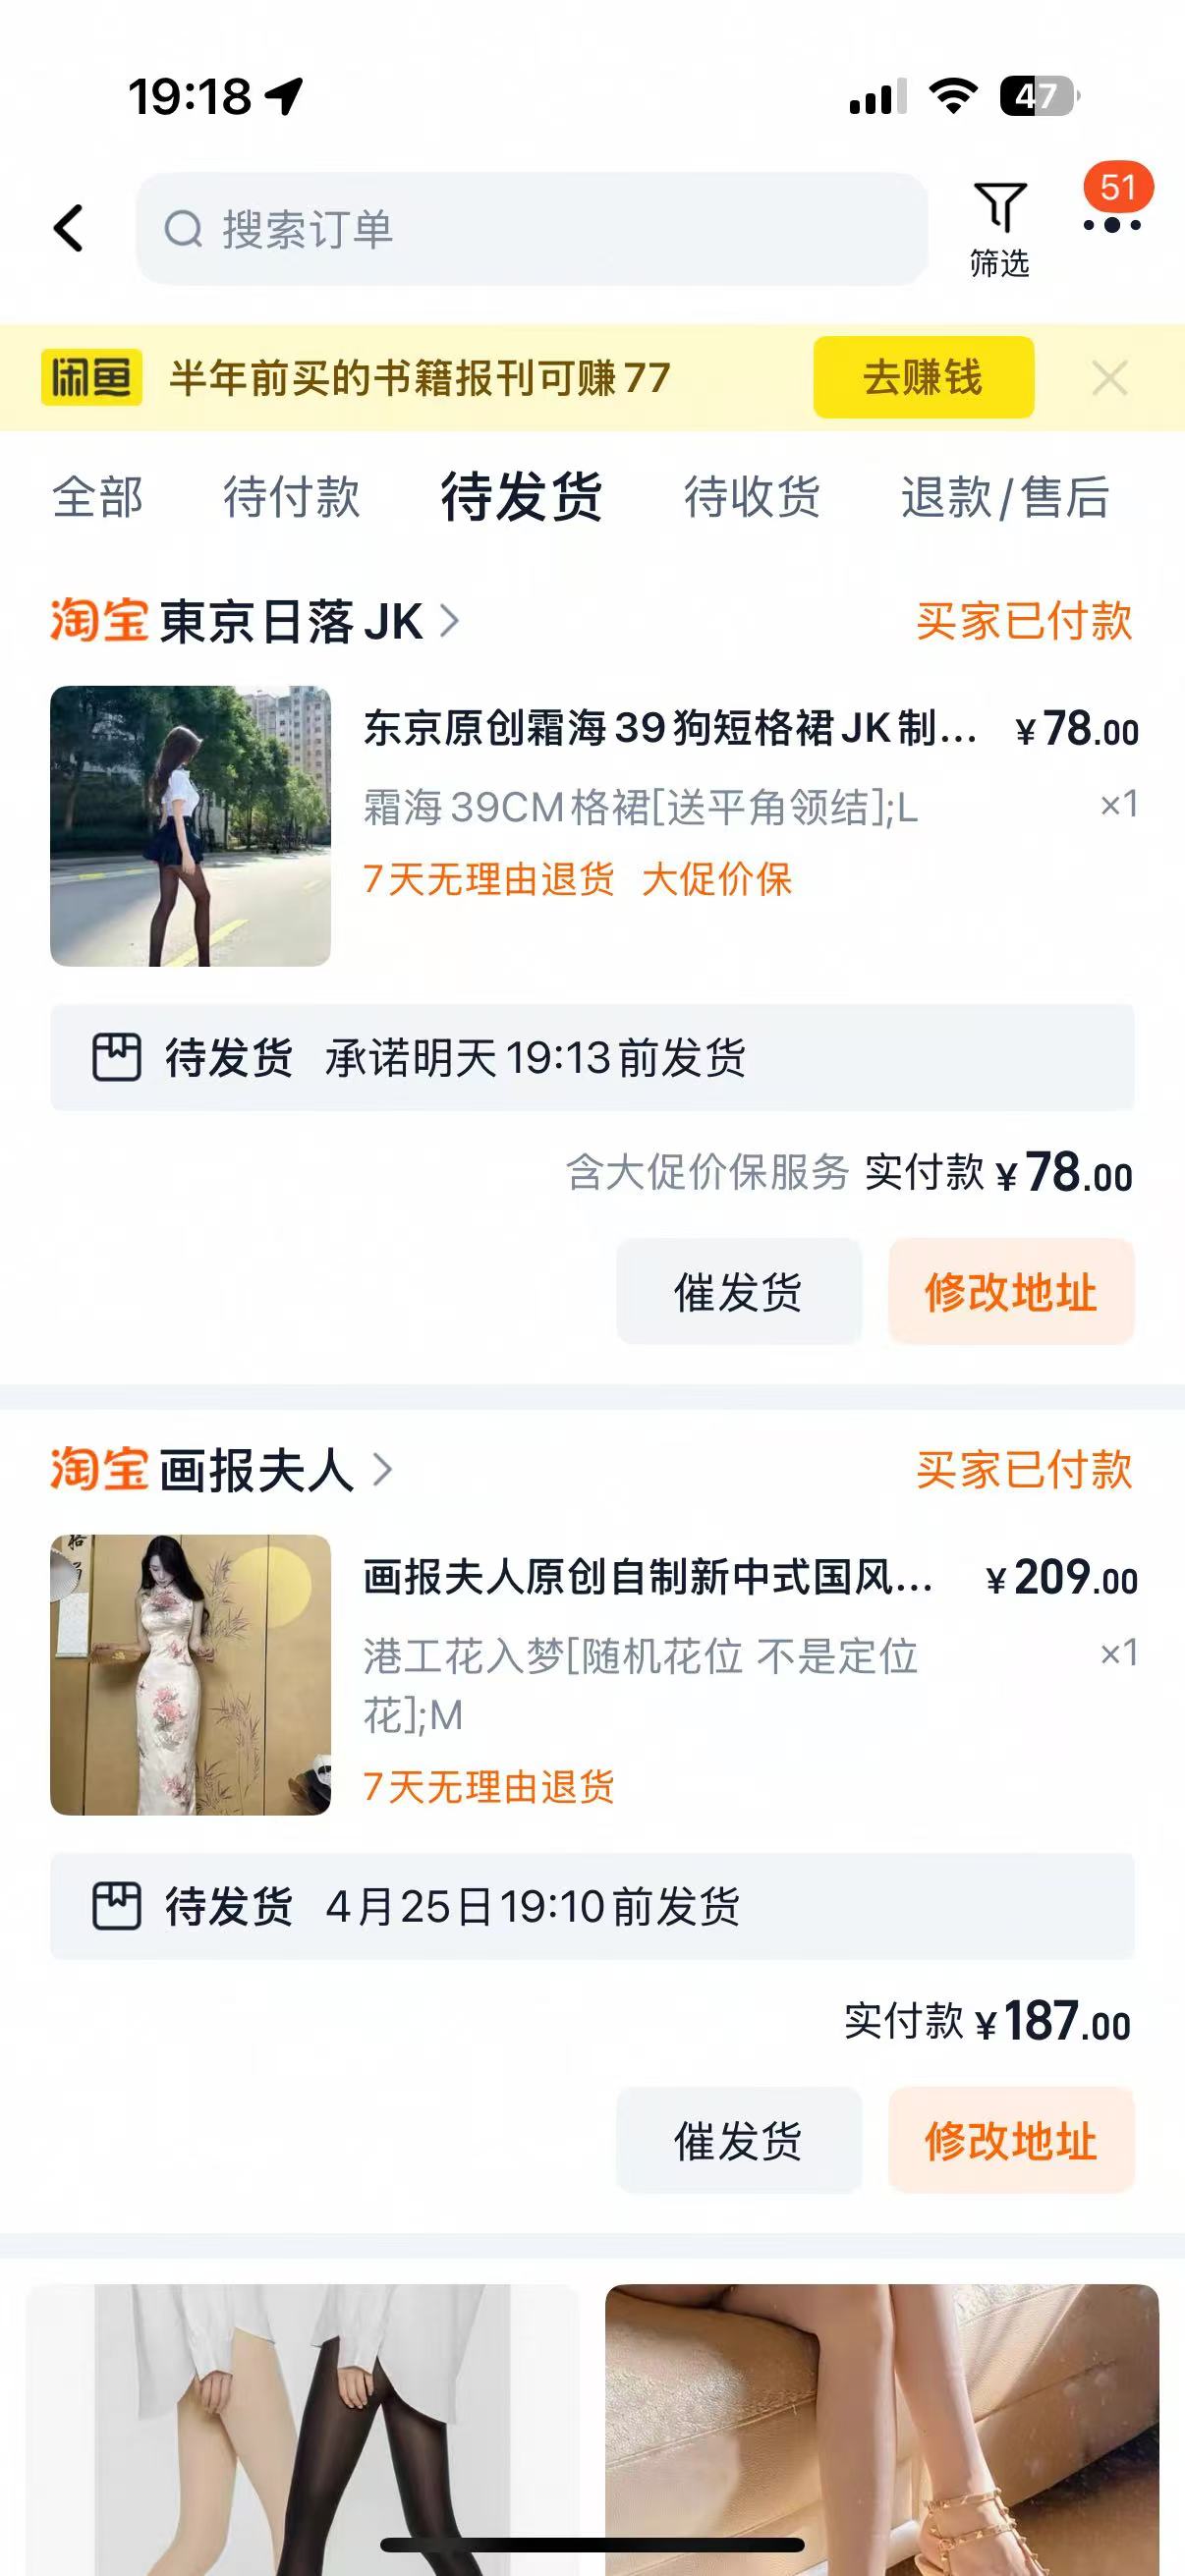 19:18
47
搜索订单
筛选
51
闲鱼 半年前买的书籍报刊可赚77 去赚钱
全部 待付款 待发货 待收货 退款/售后
淘宝 東京日落JK 买家已付款
东京原创霜海39狗短格裙JK制... ¥78.00
霜海39CM格裙[送平角领结];L ×1
7天无理由退货 大促价保
待发货 承诺明天19:13前发货
含大促价保服务 实付款 ¥78.00
催发货 修改地址
淘宝 画报夫人 买家已付款
画报夫人原创自制新中式国风... ¥209.00
港工花入梦[随机花位 不是定位 ×1
花];M
7天无理由退货
待发货 4月25日19:10前发货
实付款 ¥187.00
催发货 修改地址